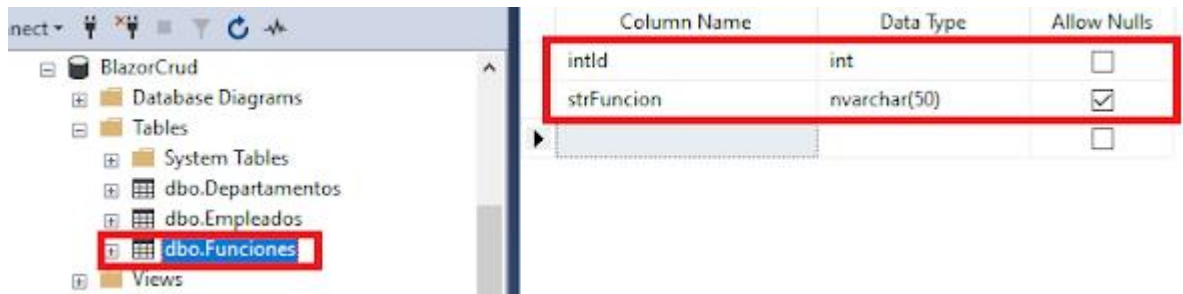 nnect
BlazorCrud
Database Diagrams
Tables
System Tables
dbo.Departamentos
dbo.Empleados
dbo.Funciones
Views
Column Name Data Type Allow Nulls
intId int
strFuncion nvarchar(50)